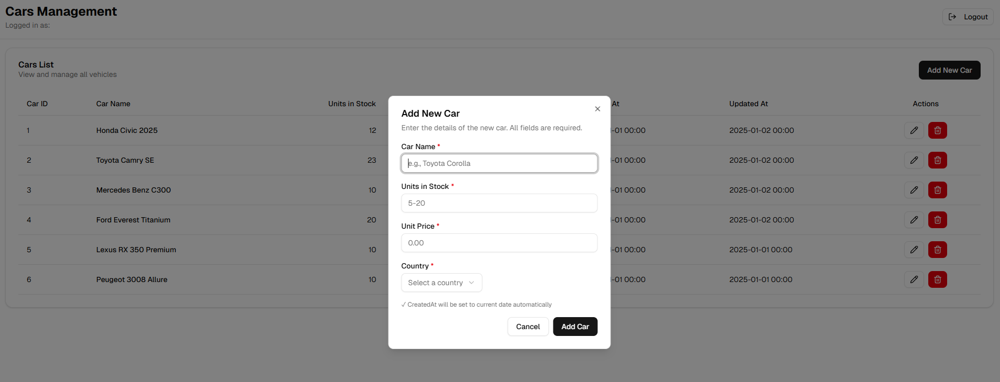 Cars Management
Logged in as:
Logout
Cars List
View and manage all vehicles
Add New Car
Car ID Car Name Units in Stock At Updated At Actions
1 Honda Civic 2025 12 -01 00:00 2025-01-02 00:00
2 Toyota Camry SE 23 -01 00:00 2025-01-02 00:00
3 Mercedes Benz C300 10 -01 00:00 2025-01-02 00:00
4 Ford Everest Titanium 20 -01 00:00 2025-01-02 00:00
5 Lexus RX 350 Premium 10 -01 00:00 2025-01-01 00:00
6 Peugeot 3008 Allure 10 -01 00:00 2025-01-01 00:00
Add New Car
Enter the details of the new car. All fields are required.
Car Name *
e.g., Toyota Corolla
Units in Stock *
5-20
Unit Price *
0.00
Country *
Select a country
✓ CreatedAt will be set to current date automatically
Cancel
Add Car